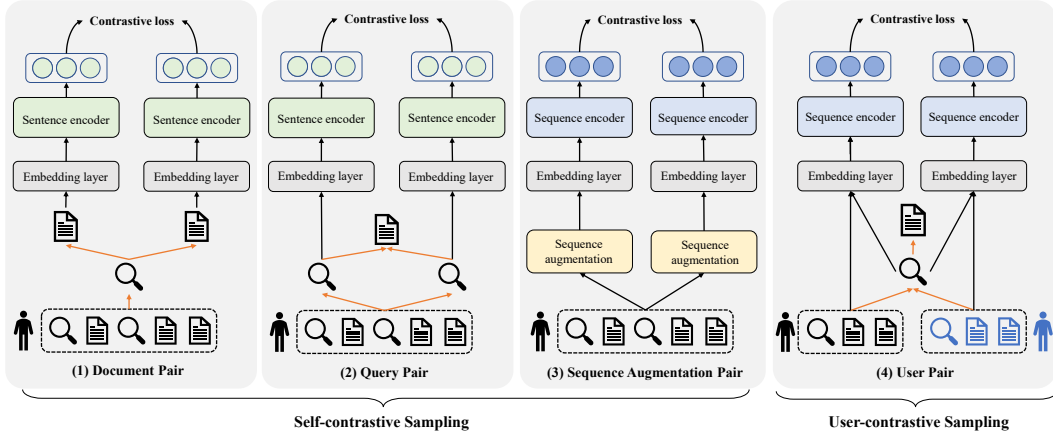 Contrastive loss
Sentence encoder
Sentence encoder
Embedding layer
Embedding layer
(1) Document Pair
Contrastive loss
Sentence encoder
Sentence encoder
Embedding layer
Embedding layer
(2) Query Pair
Contrastive loss
Sequence encoder
Sequence encoder
Embedding layer
Embedding layer
Sequence
augmentation
Sequence
augmentation
(3) Sequence Augmentation Pair
Contrastive loss
Sequence encoder
Sequence encoder
Embedding layer
Embedding layer
(4) User Pair
Self-contrastive Sampling
User-contrastive Sampling